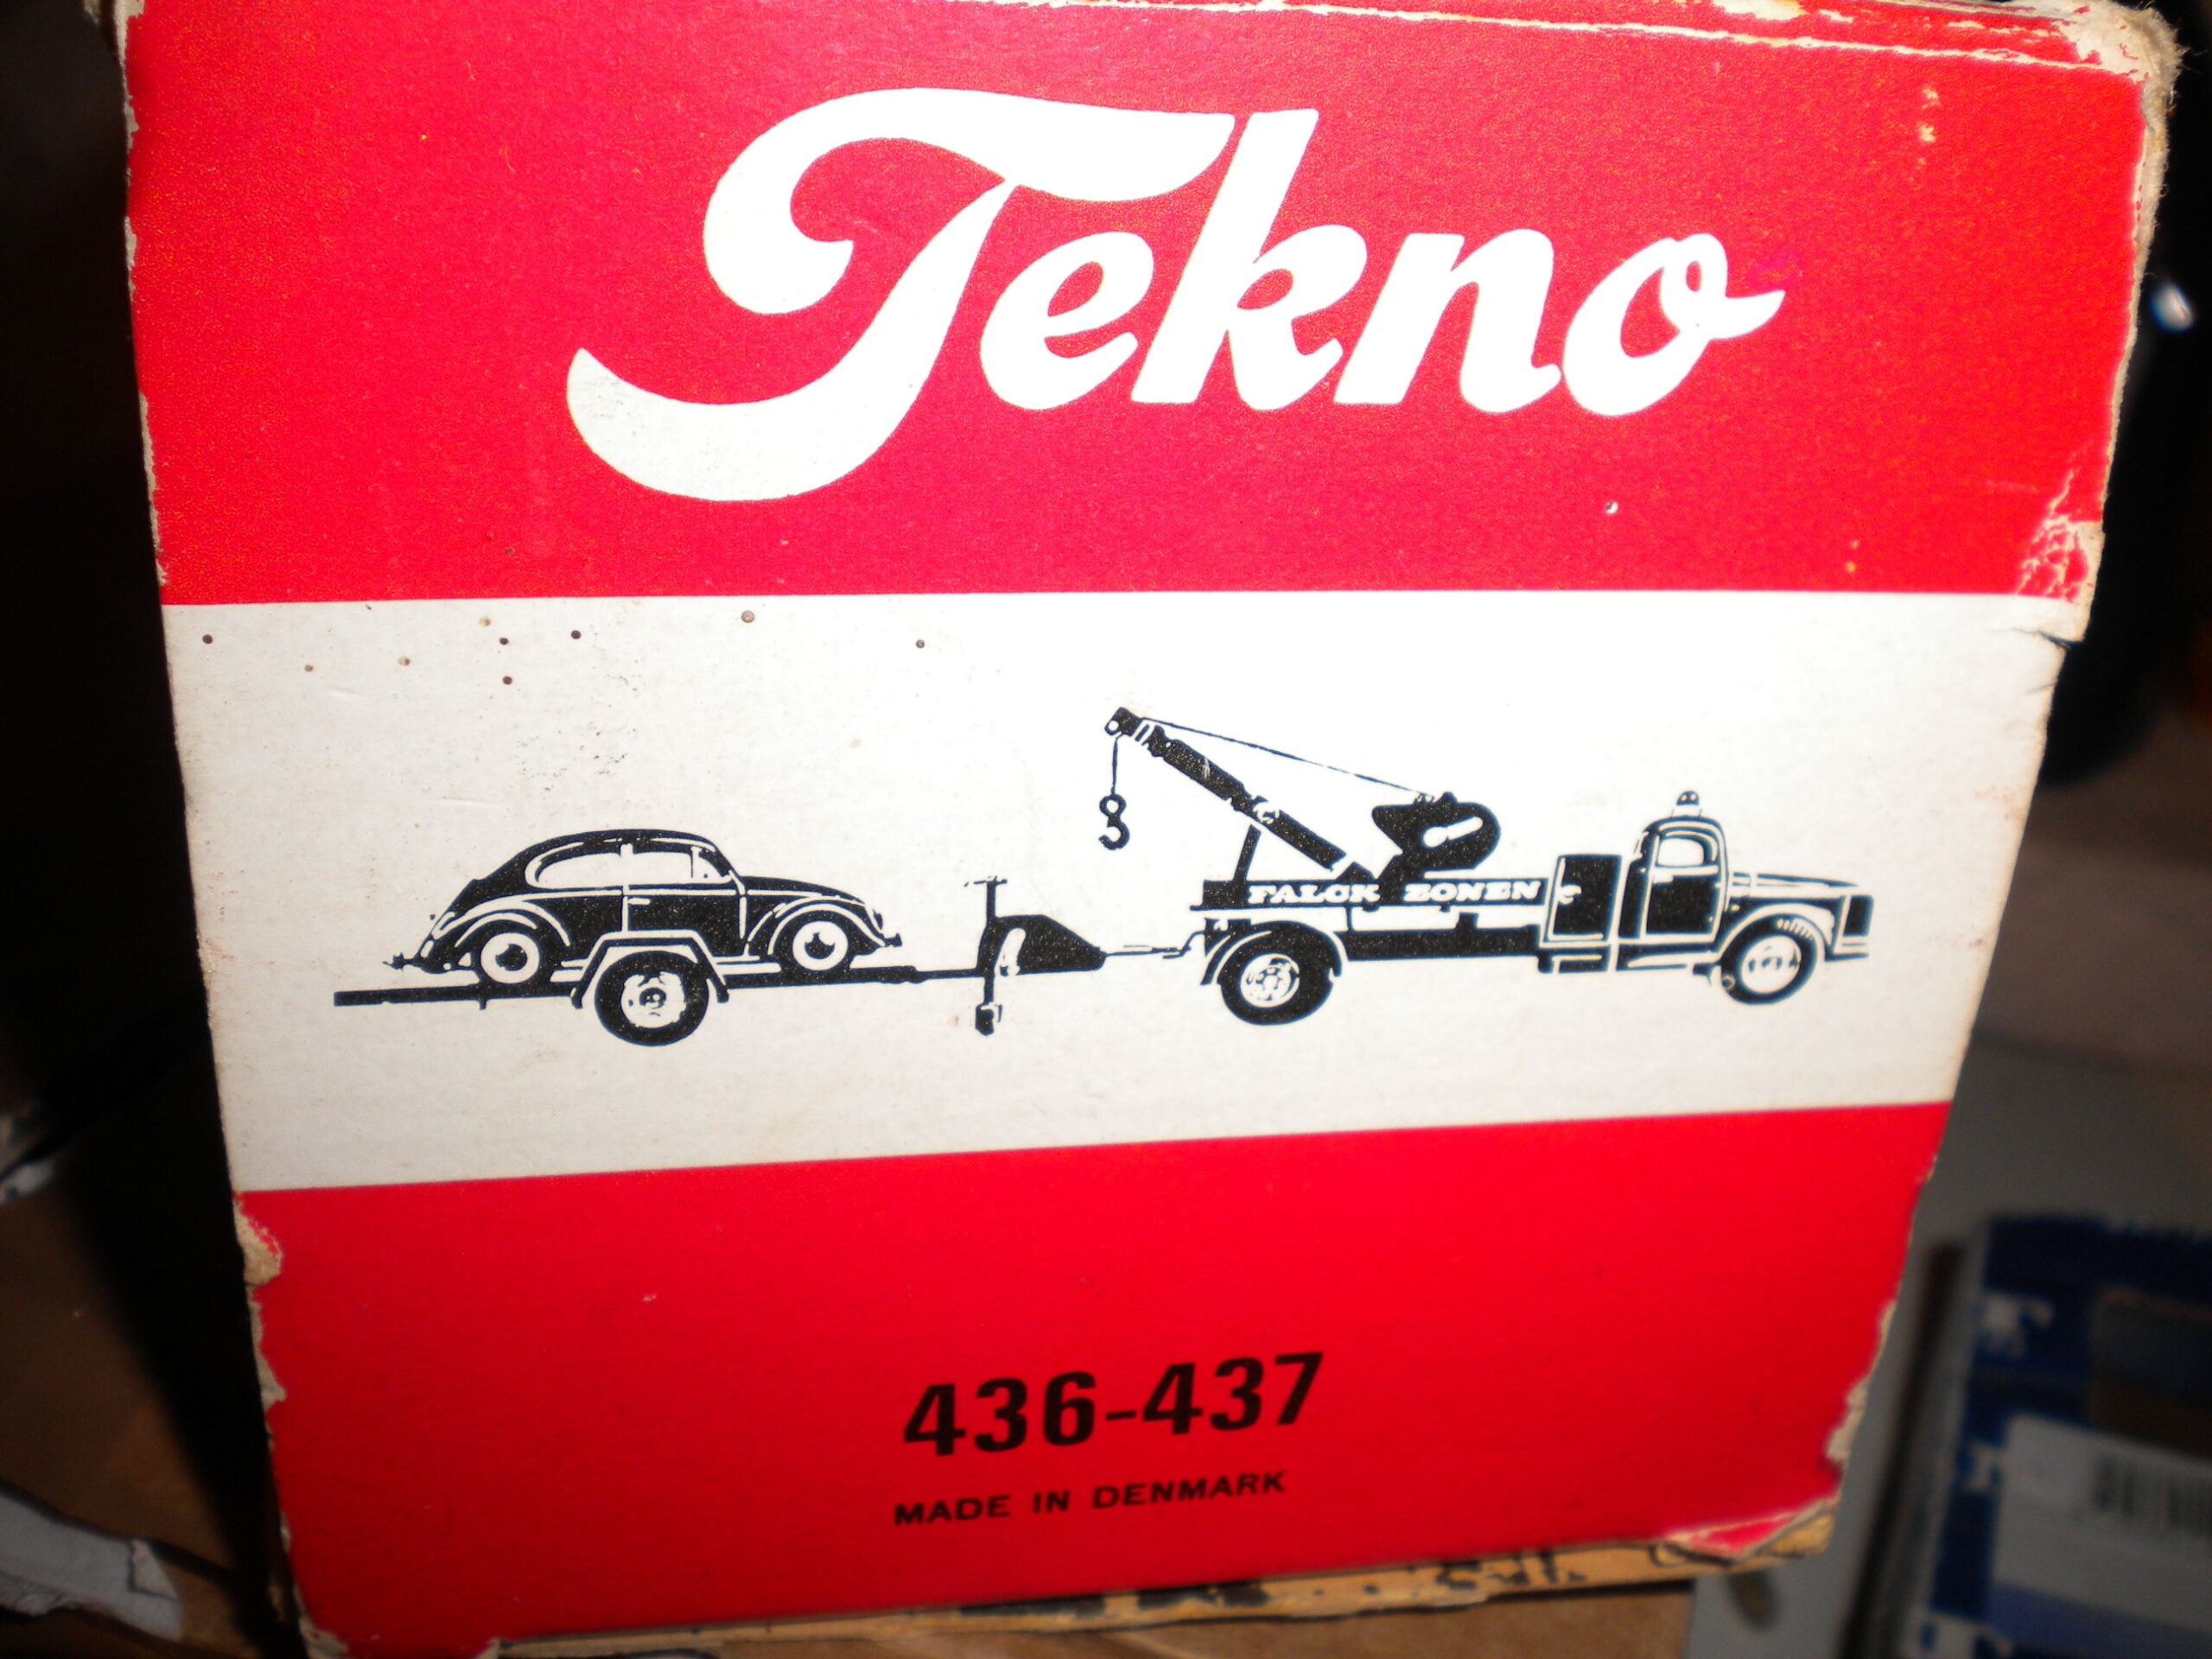 Tekno
FALCK ZONEN
436-437
MADE IN DENMARK